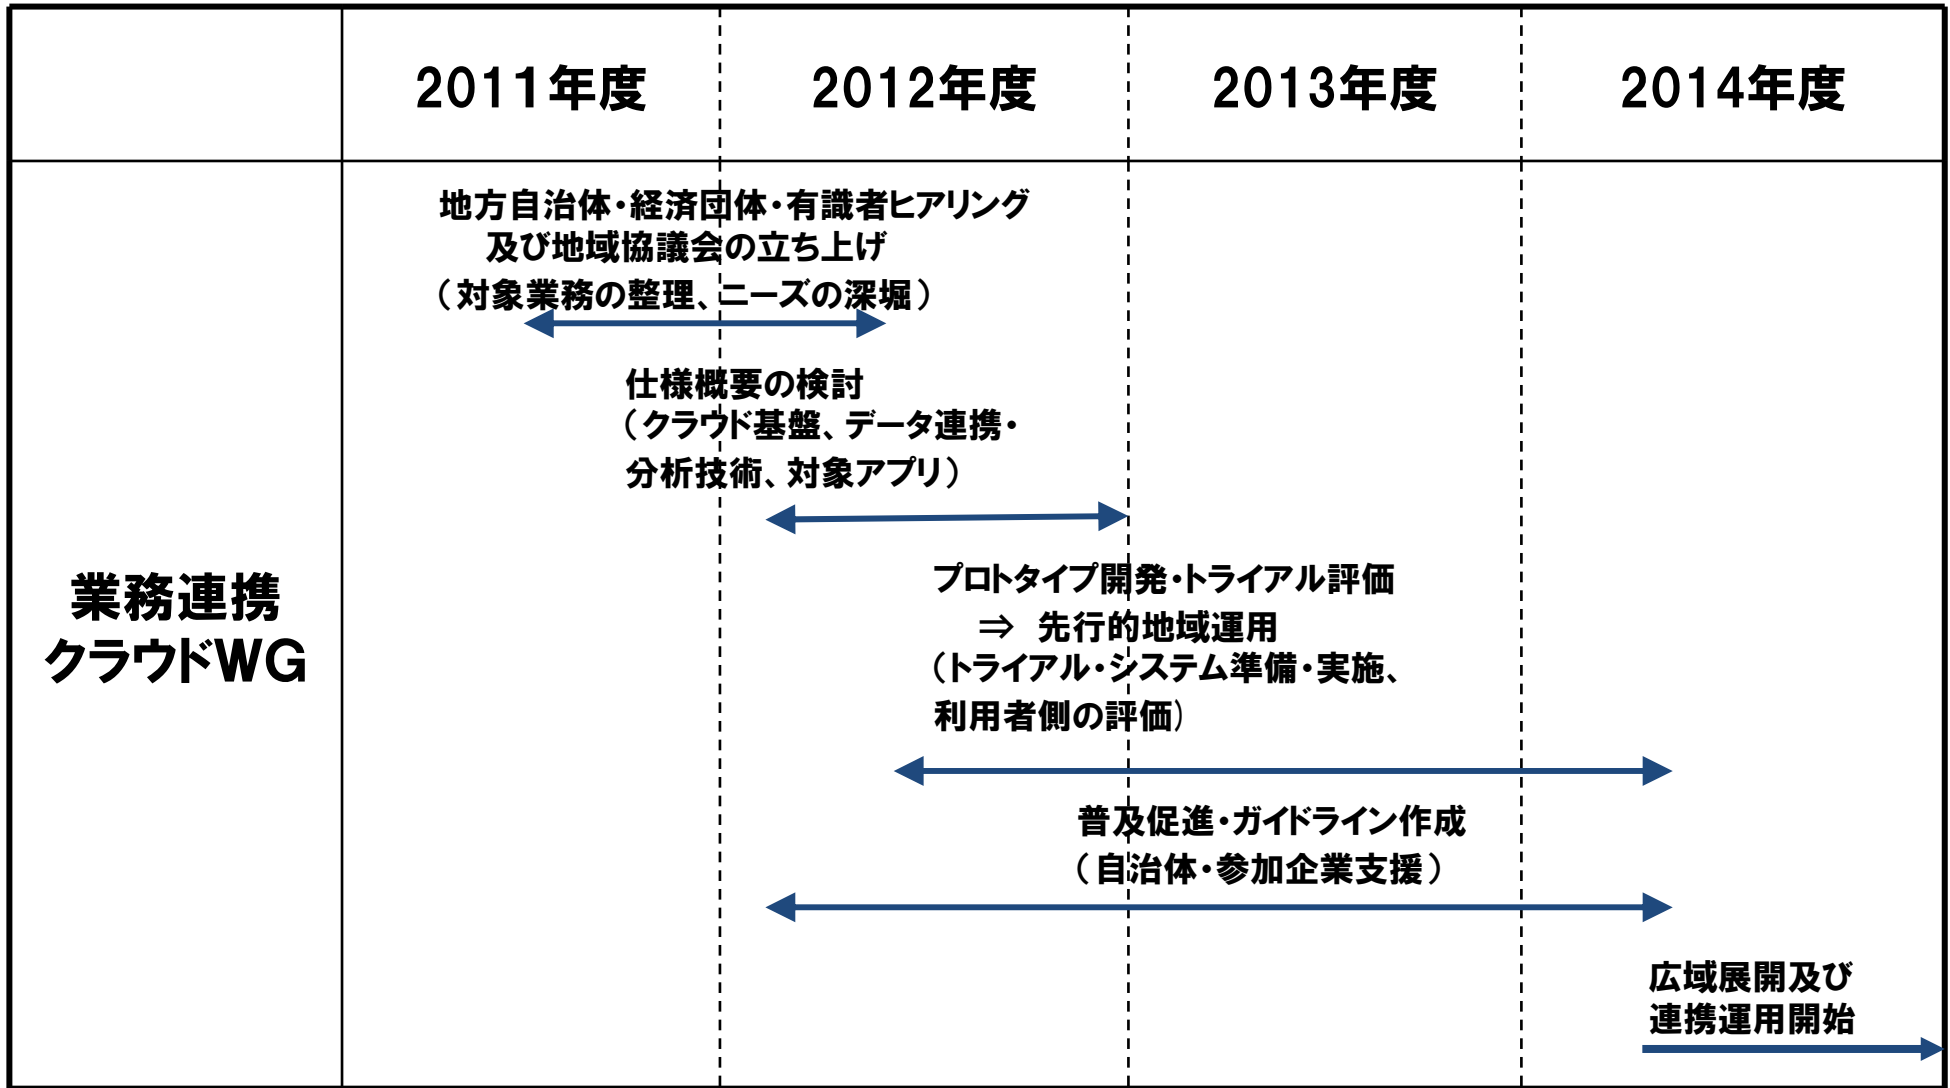 2011年度
2012年度
2013年度
2014年度
業務連携
クラウドWG
地方自治体・経済団体・有識者ヒアリング
及び地域協議会の立ち上げ
（対象業務の整理、ニーズの深堀）
仕様概要の検討
（クラウド基盤、データ連携・
分析技術、対象アプリ）
プロトタイプ開発・トライアル評価
⇒ 先行的地域運用
（トライアル・システム準備・実施、
利用者側の評価）
普及促進・ガイドライン作成
（自治体・参加企業支援）
広域展開及び
連携運用開始